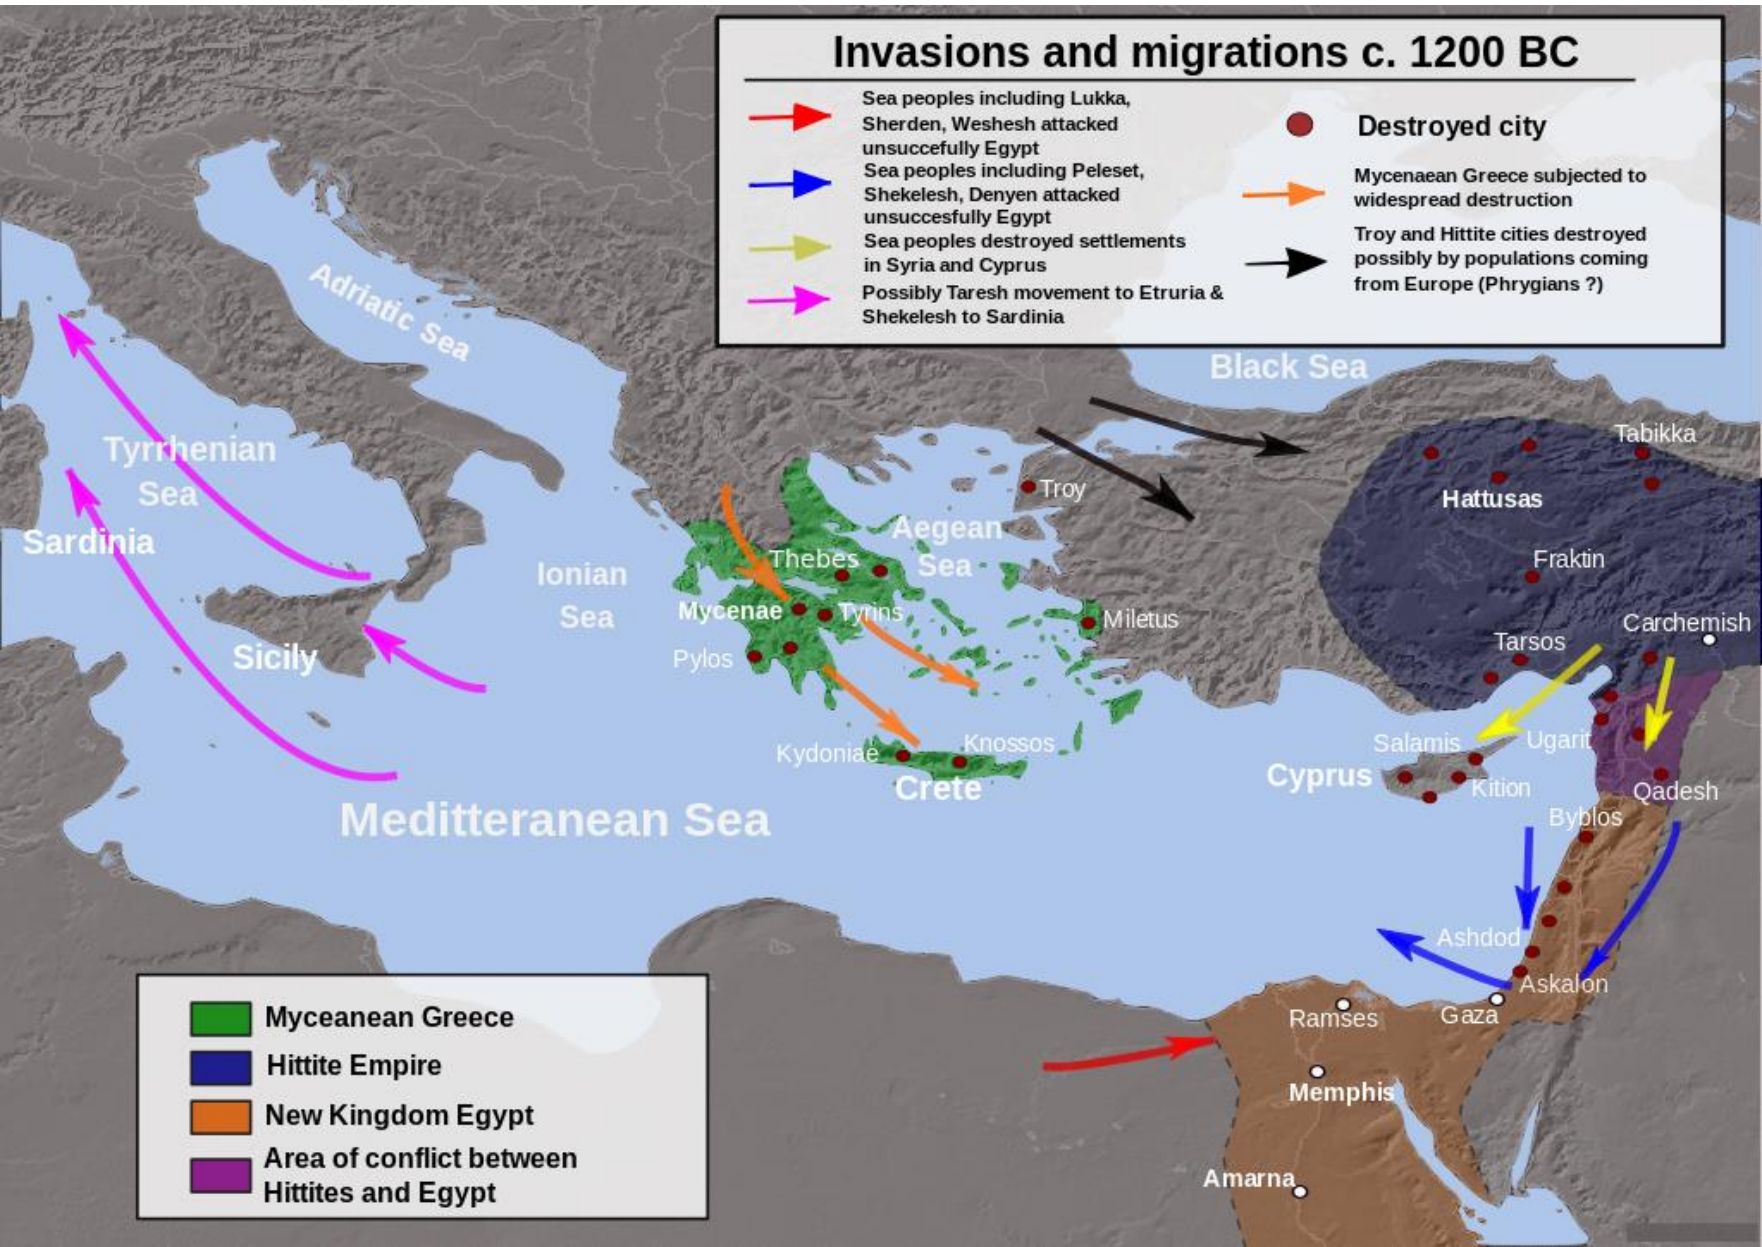 Invasions and migrations c. 1200 BC
Sea peoples including Lukka,
Sherden, Weshesh attacked
unsuccefully Egypt
Sea peoples including Peleset,
Shekelesh, Denyen attacked
unsuccesfully Egypt
Sea peoples destroyed settlements
in Syria and Cyprus
Possibly Taresh movement to Etruria &
Shekelesh to Sardinia
Destroyed city
Mycenaean Greece subjected to
widespread destruction
Troy and Hittite cities destroyed
possibly by populations coming
from Europe (Phrygians ?)
Adriatic Sea
Black Sea
Tyrrhenian
Sea
Sardinia
Tabikka
Hattusas
Troy
Aegean
Sea
Thebes
Fraktin
Ionian
Sea
Mycenae
Tyrins
Miletus
Carchemish
Tarsos
Sicily
Pylos
Kydoniae
Knossos
Crete
Salamis
Ugarit
Cyprus
Kition
Qadesh
Mediterranean Sea
Byblos
Ashdod
Askalon
Gaza
Ramses
Memphis
Amarna
Myceanean Greece
Hittite Empire
New Kingdom Egypt
Area of conflict between
Hittites and Egypt